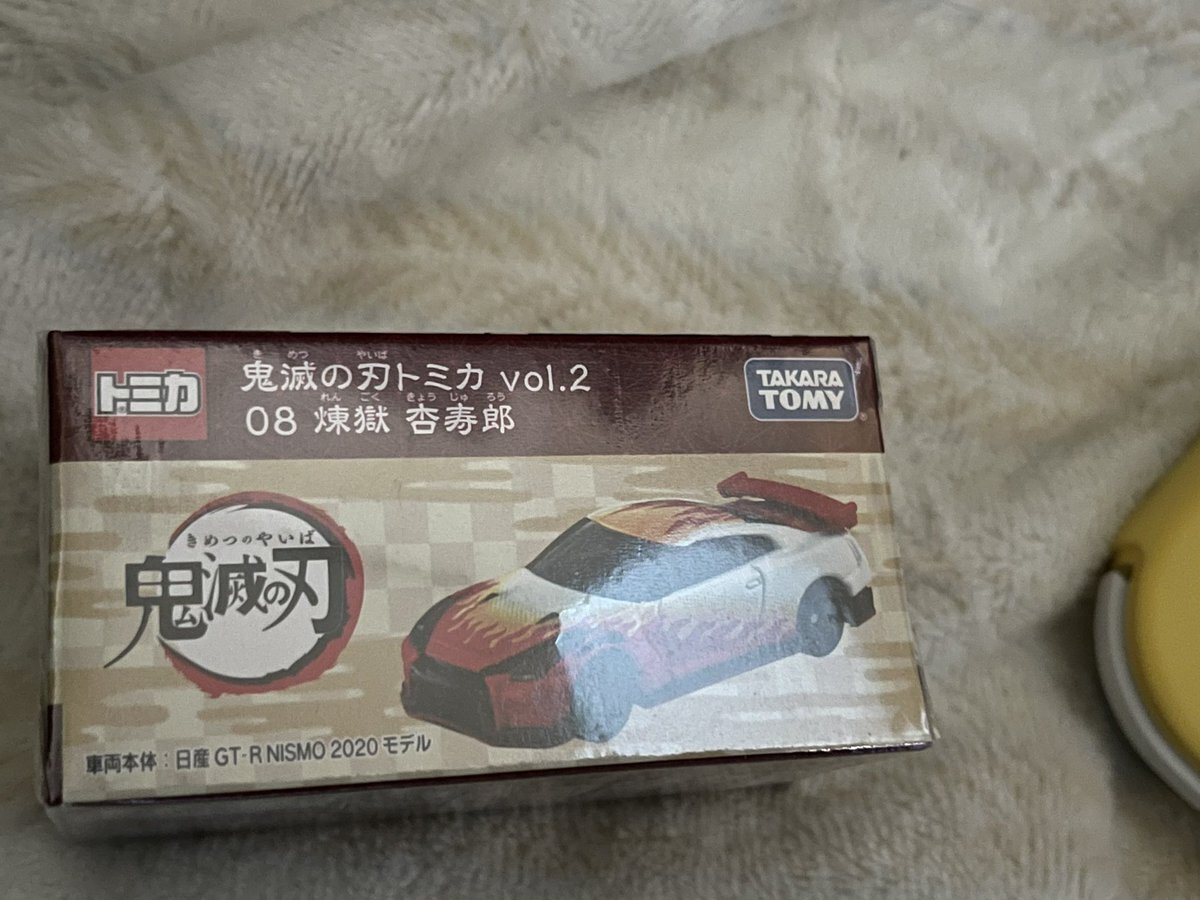 トミカ
鬼滅の刃トミカ vol.2
き めつ やいば
08 煉獄 杏寿郎
れん ごく きょう じゅ ろう
TAKARA
TOMY
きめつのやいば
鬼滅の刃
車両本体:日産 GT-R NISMO 2020 モデル